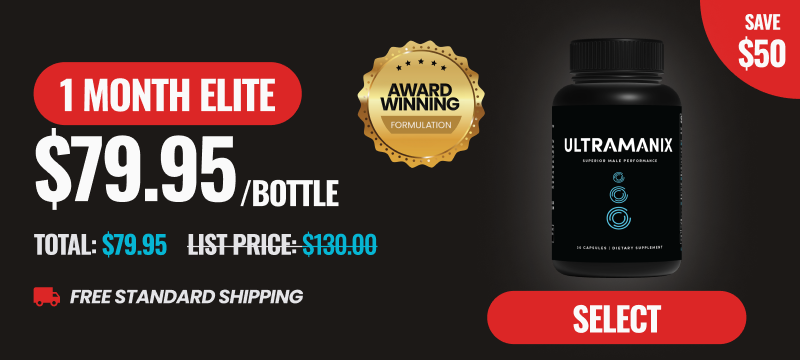 SAVE
$50
1 MONTH ELITE
AWARD
WINNING
FORMULATION
$79.95 /BOTTLE
TOTAL: $79.95 LIST PRICE: $130.00
FREE STANDARD SHIPPING
ULTRAMANIX
SUPERIOR MALE PERFORMANCE
CAPSULES | DIETARY SUPPLEMENT
SELECT